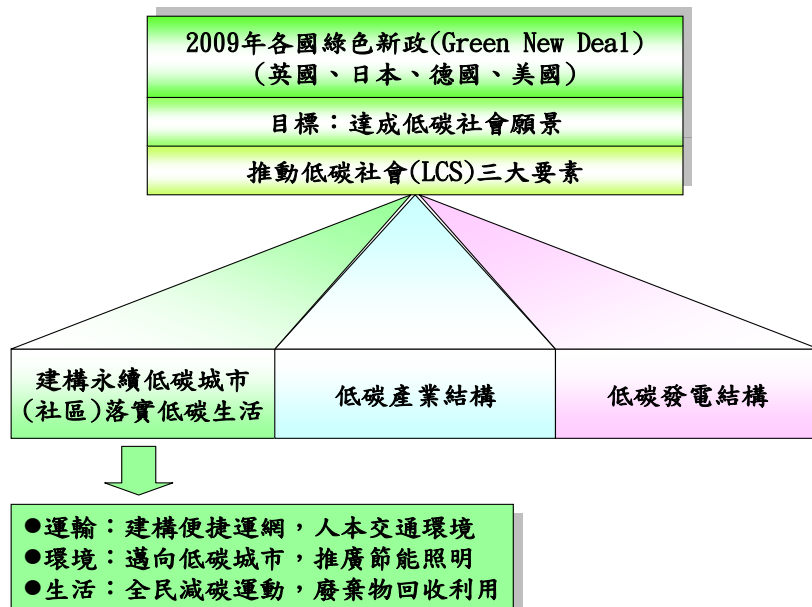 2009年各國綠色新政(Green New Deal)
(英國、日本、德國、美國)
目標：達成低碳社會願景
推動低碳社會(LCS)三大要素
建構永續低碳城市
(社區)落實低碳生活
低碳產業結構
低碳發電結構
●運輸：建構便捷運網，人本交通環境
●環境：邁向低碳城市，推廣節能照明
●生活：全民減碳運動，廢棄物回收利用